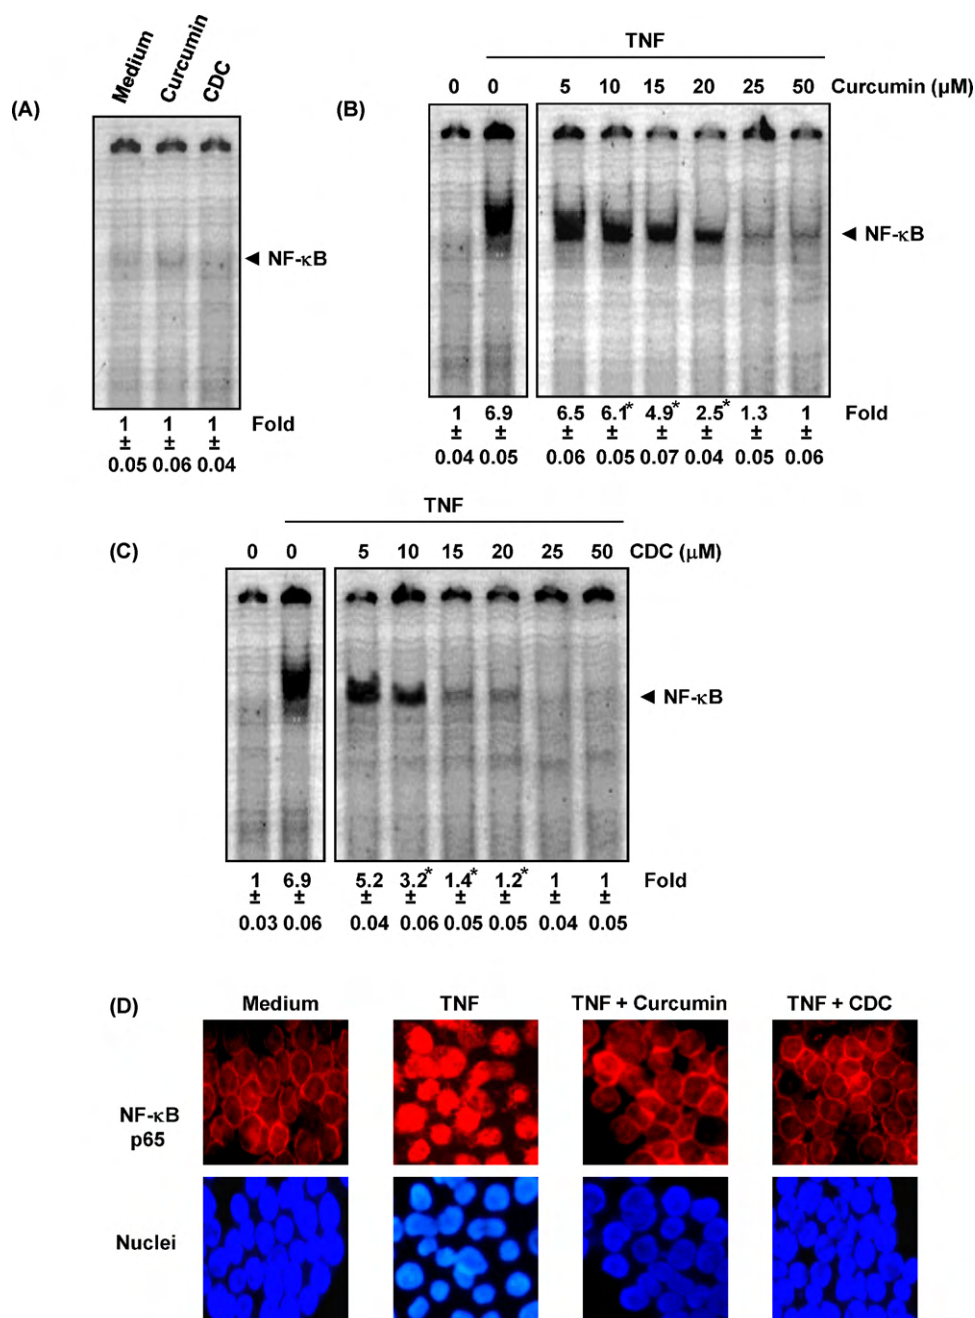 (A)
Medium
Curcumin
CDC
NF-κB
1 1 1 Fold
± ± ±
0.05 0.06 0.04
(B)
TNF
0 0 5 10 15 20 25 50 Curcumin (μM)
NF-κB
1 6.9 6.5 6.1* 4.9* 2.5* 1.3 1 Fold
± ± ± ± ± ± ± ±
0.04 0.05 0.06 0.05 0.07 0.04 0.05 0.06
TNF
(C) 0 0 5 10 15 20 25 50 CDC (μM)
NF-κB
1 6.9 5.2 3.2* 1.4* 1.2* 1 1 Fold
± ± ± ± ± ± ± ±
0.03 0.06 0.04 0.06 0.05 0.05 0.04 0.05
(D) Medium TNF TNF + Curcumin TNF + CDC
NF-κB
p65
Nuclei